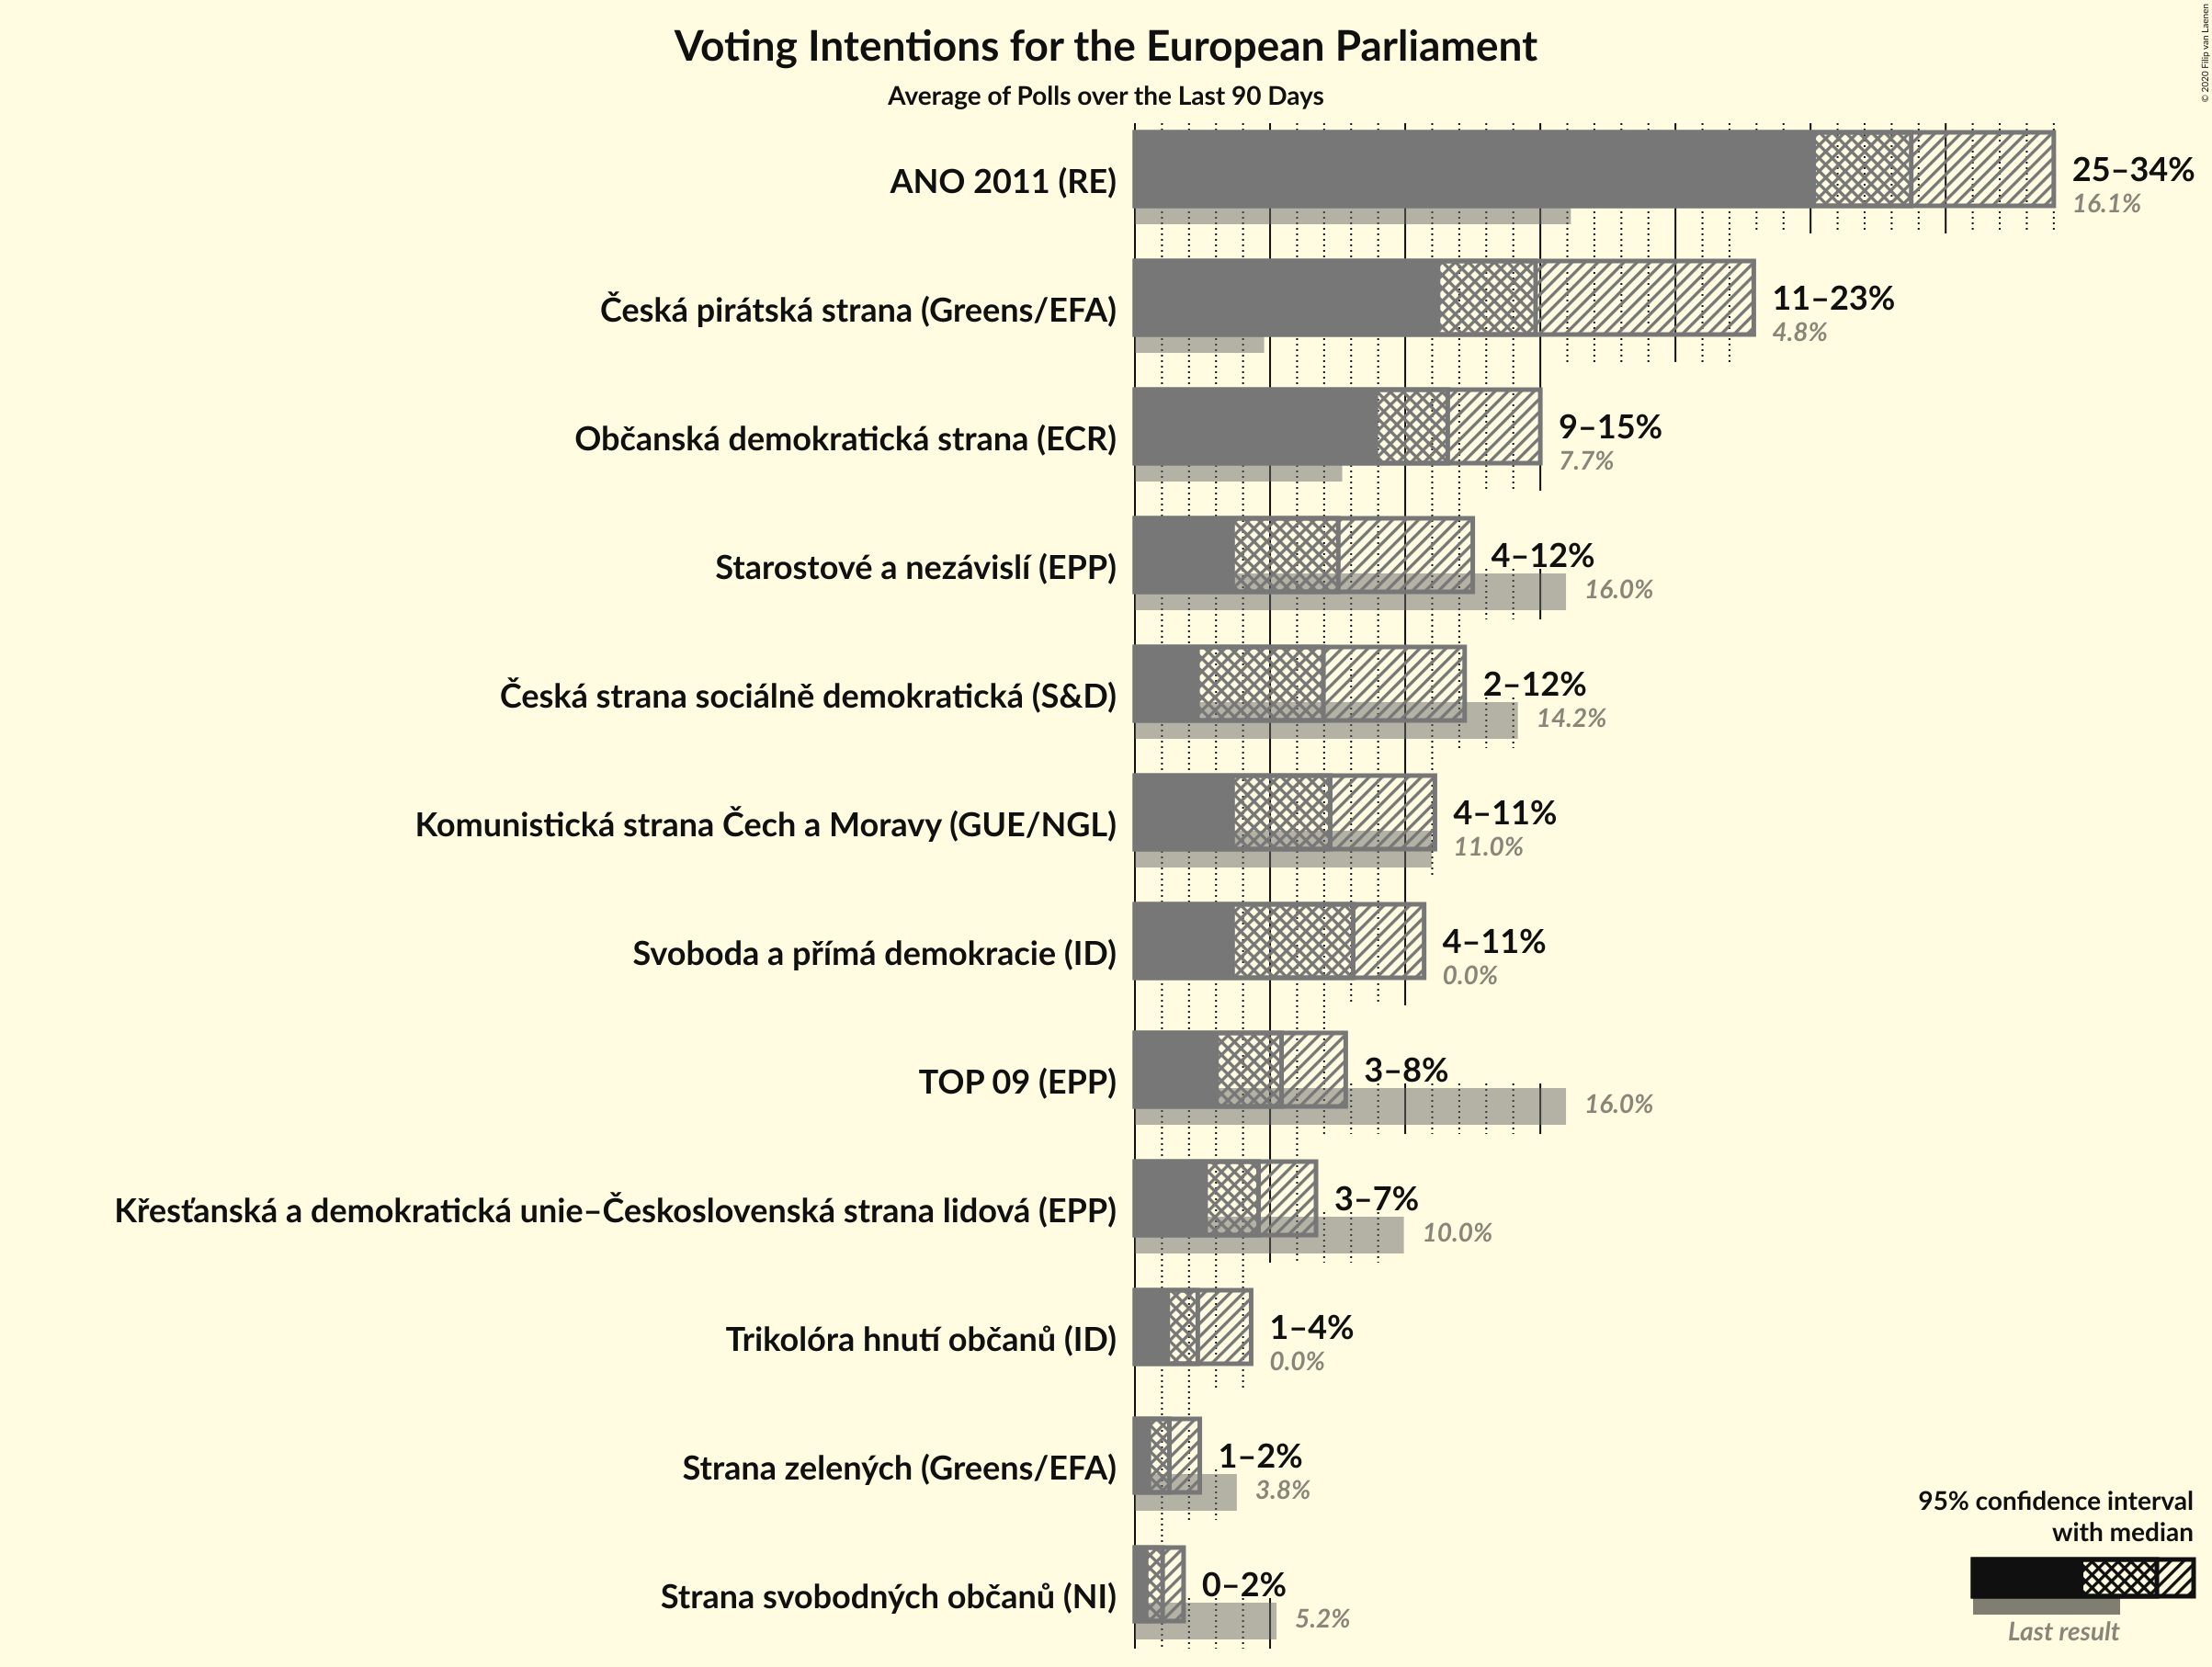 © 2020 Filip van Laenen
Voting Intentions for the European Parliament
Average of Polls over the Last 90 Days
ANO 2011 (RE)
25–34%
16.1%
Česká pirátská strana (Greens/EFA)
11–23%
4.8%
Občanská demokratická strana (ECR)
9–15%
7.7%
Starostové a nezávislí (EPP)
4–12%
16.0%
Česká strana sociálně demokratická (S&D)
2–12%
14.2%
Komunistická strana Čech a Moravy (GUE/NGL)
4–11%
11.0%
Svoboda a přímá demokracie (ID)
4–11%
0.0%
TOP 09 (EPP)
3–8%
16.0%
Křesťanská a demokratická unie–Československá strana lidová (EPP)
3–7%
10.0%
Trikolóra hnutí občanů (ID)
1–4%
0.0%
Strana zelených (Greens/EFA)
1–2%
3.8%
Strana svobodných občanů (NI)
0–2%
5.2%
95% confidence interval
with median
Last result